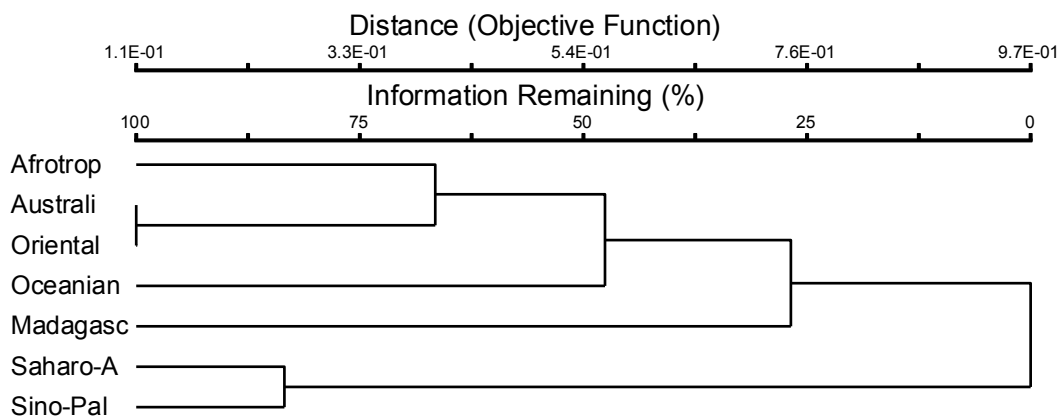 Distance (Objective Function)
1.1E-01 3.3E-01 5.4E-01 7.6E-01 9.7E-01
Information Remaining (%)
100 75 50 25 0
Afrotrop
Australi
Oriental
Oceanian
Madagasc
Saharo-A
Sino-Pal